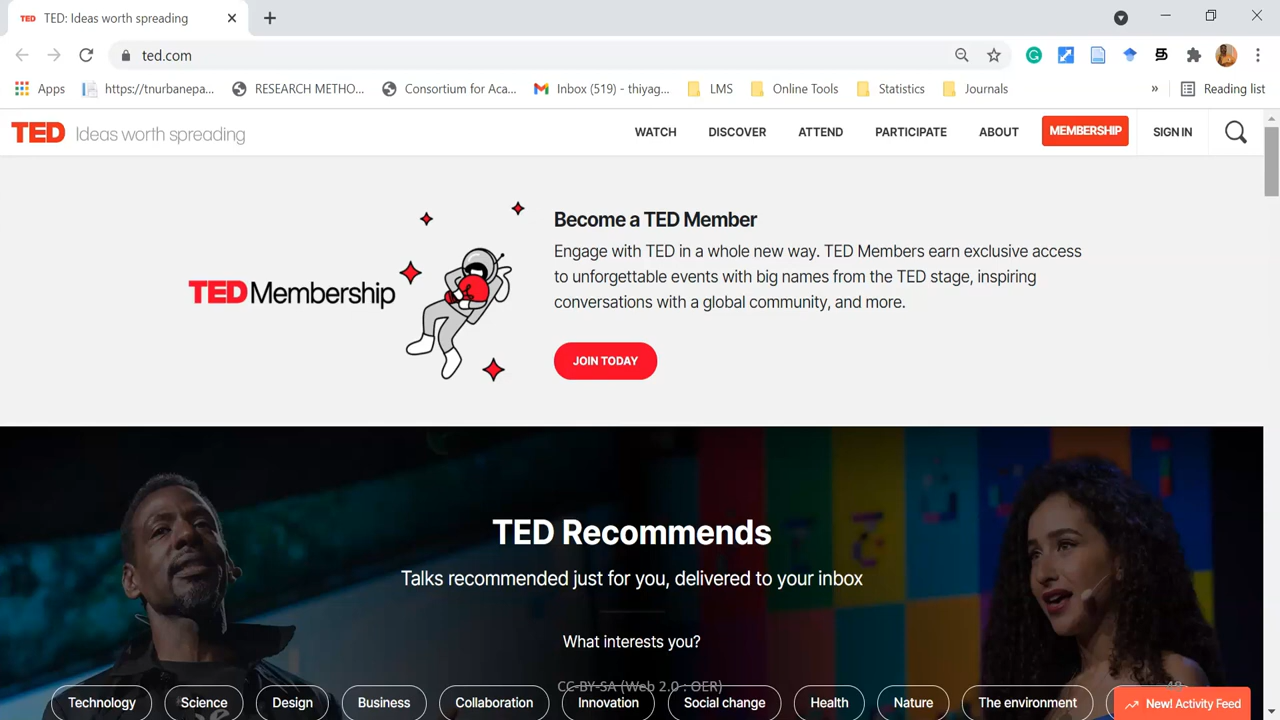 TED TED: Ideas worth spreading
ted.com
Apps https://tnurbanepa... RESEARCH METHO... Consortium for Aca... Inbox (519) - thiyag... LMS Online Tools Statistics Journals » Reading list
TED Ideas worth spreading WATCH DISCOVER ATTEND PARTICIPATE ABOUT MEMBERSHIP SIGN IN
Become a TED Member
Engage with TED in a whole new way. TED Members earn exclusive access
to unforgettable events with big names from the TED stage, inspiring
conversations with a global community, and more.
TED Membership
JOIN TODAY
TED Recommends
Talks recommended just for you, delivered to your inbox
What interests you?
CC-BY-SA (Web 2.0 : OER)
Technology Science Design Business Collaboration Innovation Social change Health Nature The environment New! Activity Feed